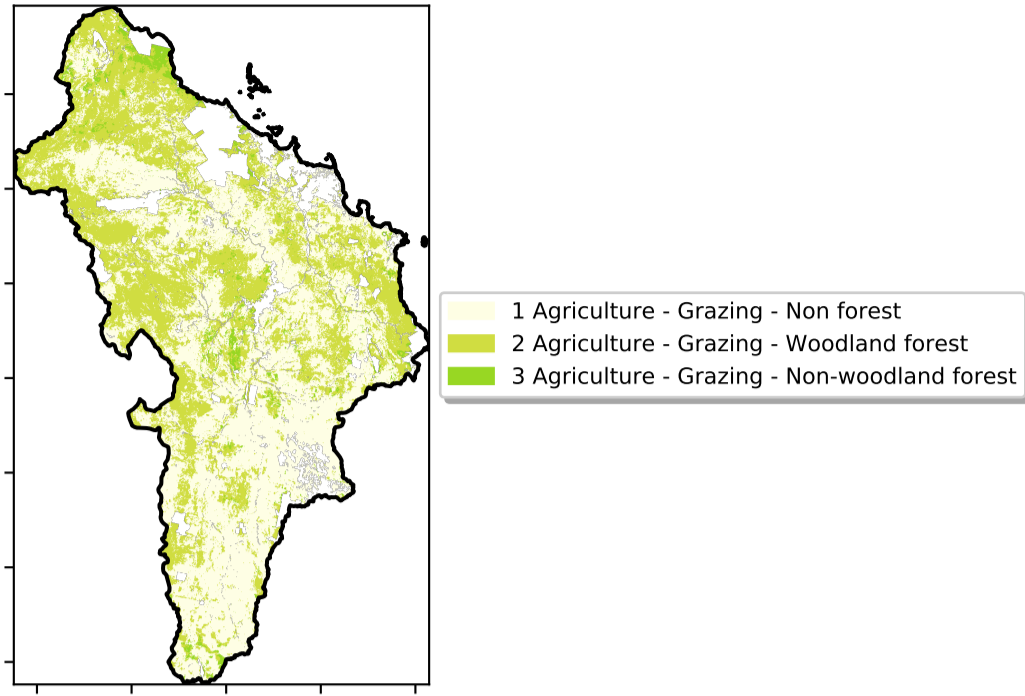 1 Agriculture - Grazing - Non forest
2 Agriculture - Grazing - Woodland forest
3 Agriculture - Grazing - Non-woodland forest